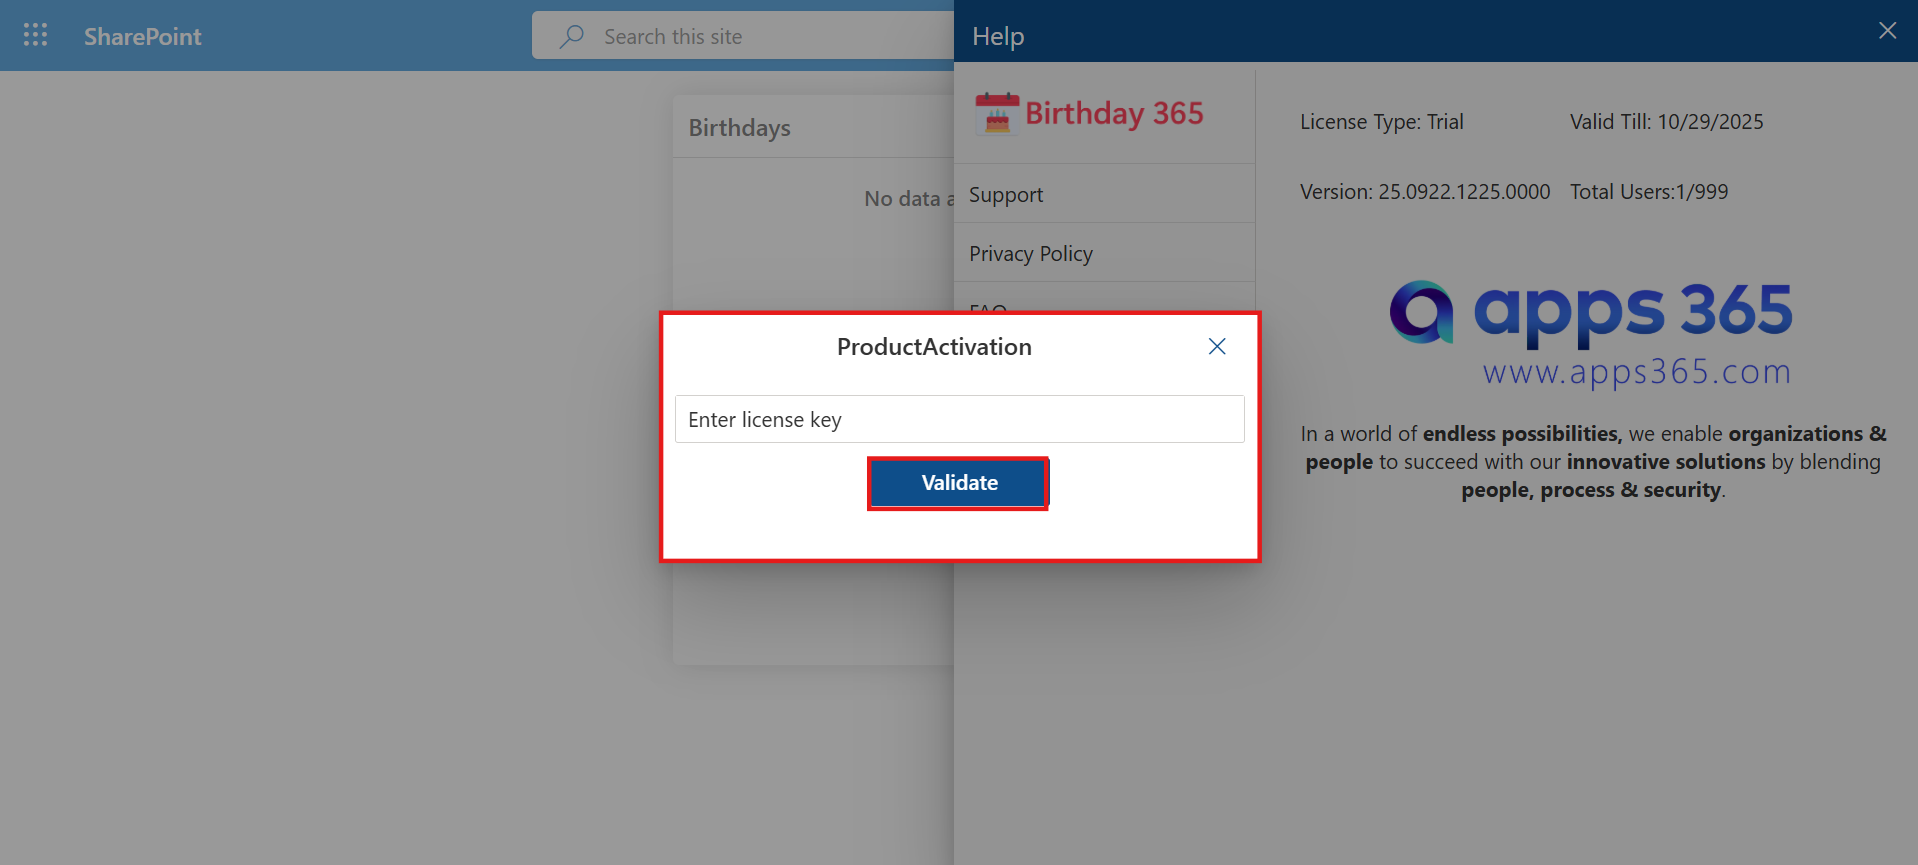 SharePoint
Search this site
Help
Birthdays
No data
Birthday 365
Support
Privacy Policy
FAQ
License Type: Trial
Valid Till: 10/29/2025
Version: 25.0922.1225.0000
Total Users:1/999
apps 365
www.apps365.com
In a world of endless possibilities, we enable organizations &
people to succeed with our innovative solutions by blending
people, process & security.
ProductActivation
Enter license key
Validate